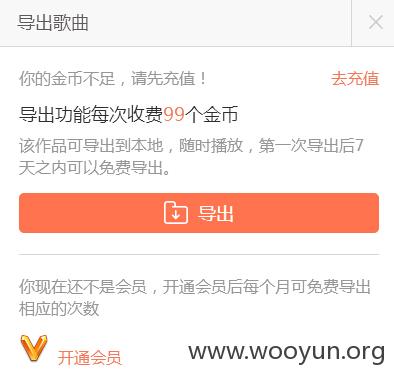 导出歌曲
你的金币不足，请先充值！ 去充值
导出功能每次收费99个金币
该作品可导出到本地，随时播放，第一次导出后7
天之内可以免费导出。
导出
你现在还不是会员，开通会员后每个月可免费导出
相应的次数
开通会员
www.wooyun.org